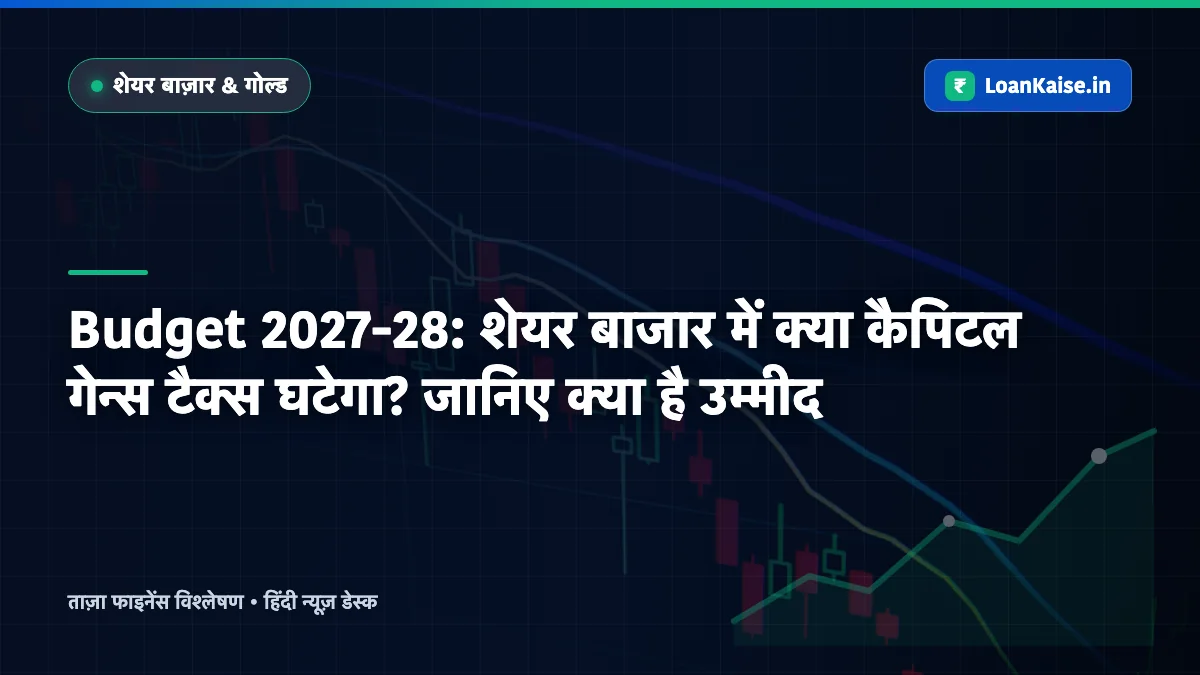 शेयर बाज़ार & गोल्ड
₹ LoanKaise.in
Budget 2027-28: शेयर बाजार में क्या कैपिटल
गेन्स टैक्स घटेगा? जानिए क्या है उम्मीद
ताज़ा फाइनेंस विश्लेषण • हिंदी न्यूज़ डेस्क